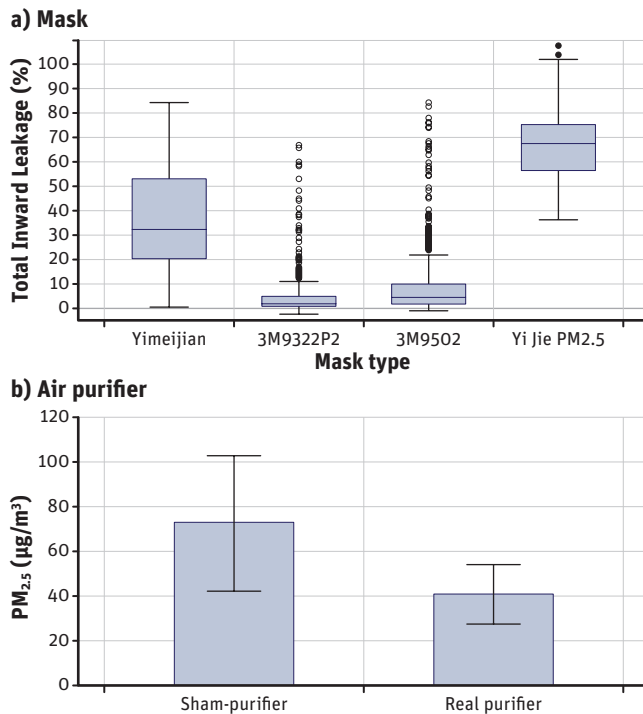 a) Mask
Total Inward Leakage (%)
100
90
80
70
60
50
40
30
20
10
0
Yimeijian 3M9322P2 3M9502 Yi Jie PM2.5
Mask type
b) Air purifier
PM2.5 (µg/m³)
120
100
80
60
40
20
0
Sham-purifier Real purifier